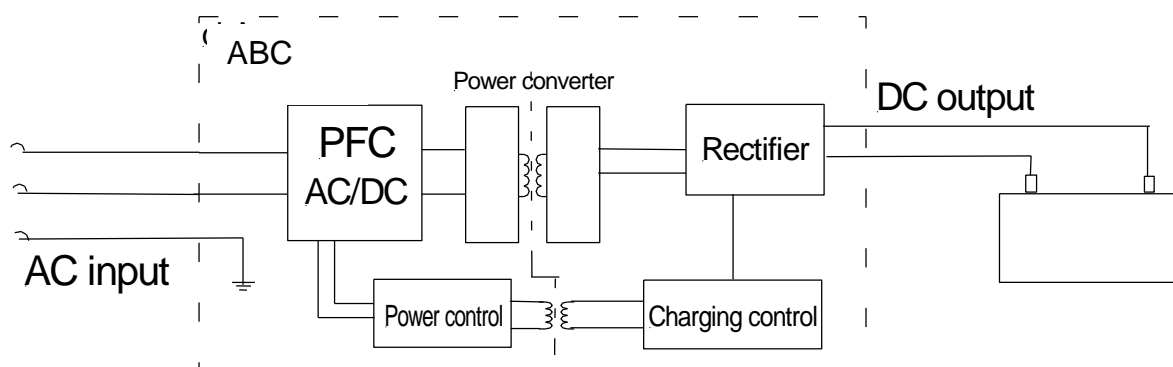 ABC
Power converter
DC output
PFC
AC/DC
Rectifier
AC input
Power control
Charging control